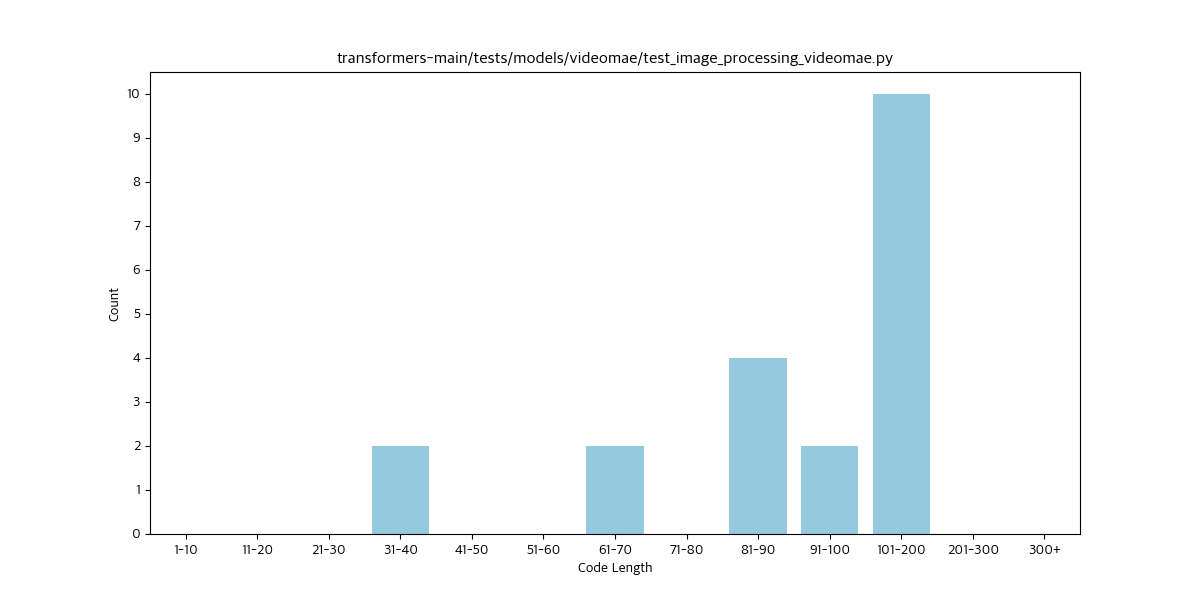 transformers-main/tests/models/videomae/test_image_processing_videomae.py
10
9
8
7
6
5
4
3
2
1
0
Count
1-10 11-20 21-30 31-40 41-50 51-60 61-70 71-80 81-90 91-100 101-200 201-300 300+
Code Length